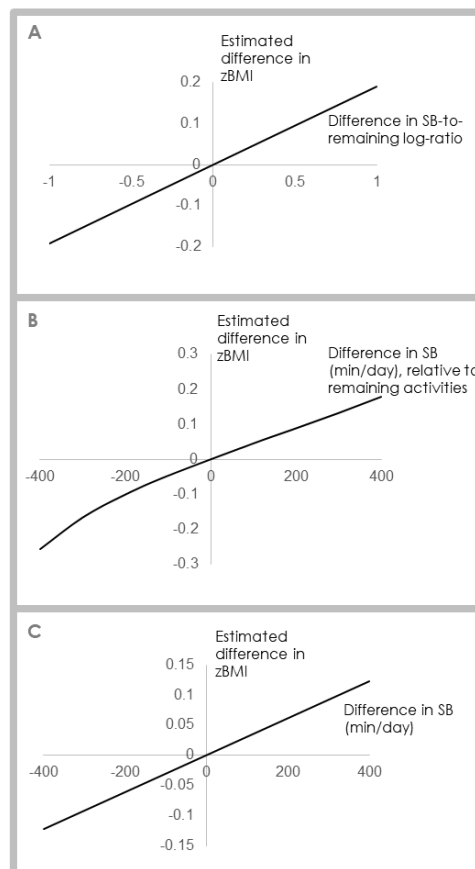 A
Estimated
difference in
zBMI
0.2
Difference in SB-to-
remaining log-ratio
0.1
0
-1
-0.5
0
0.5
1
-0.1
-0.2
B
Estimated
difference in
zBMI
0.3
Difference in SB
(min/day), relative to
remaining activities
0.2
0.1
0
-400
-200
0
200
400
-0.1
-0.2
-0.3
C
Estimated
difference in
zBMI
0.15
0.1
Difference in SB
(min/day)
0.05
0
-400
-200
0
200
400
-0.05
-0.1
-0.15